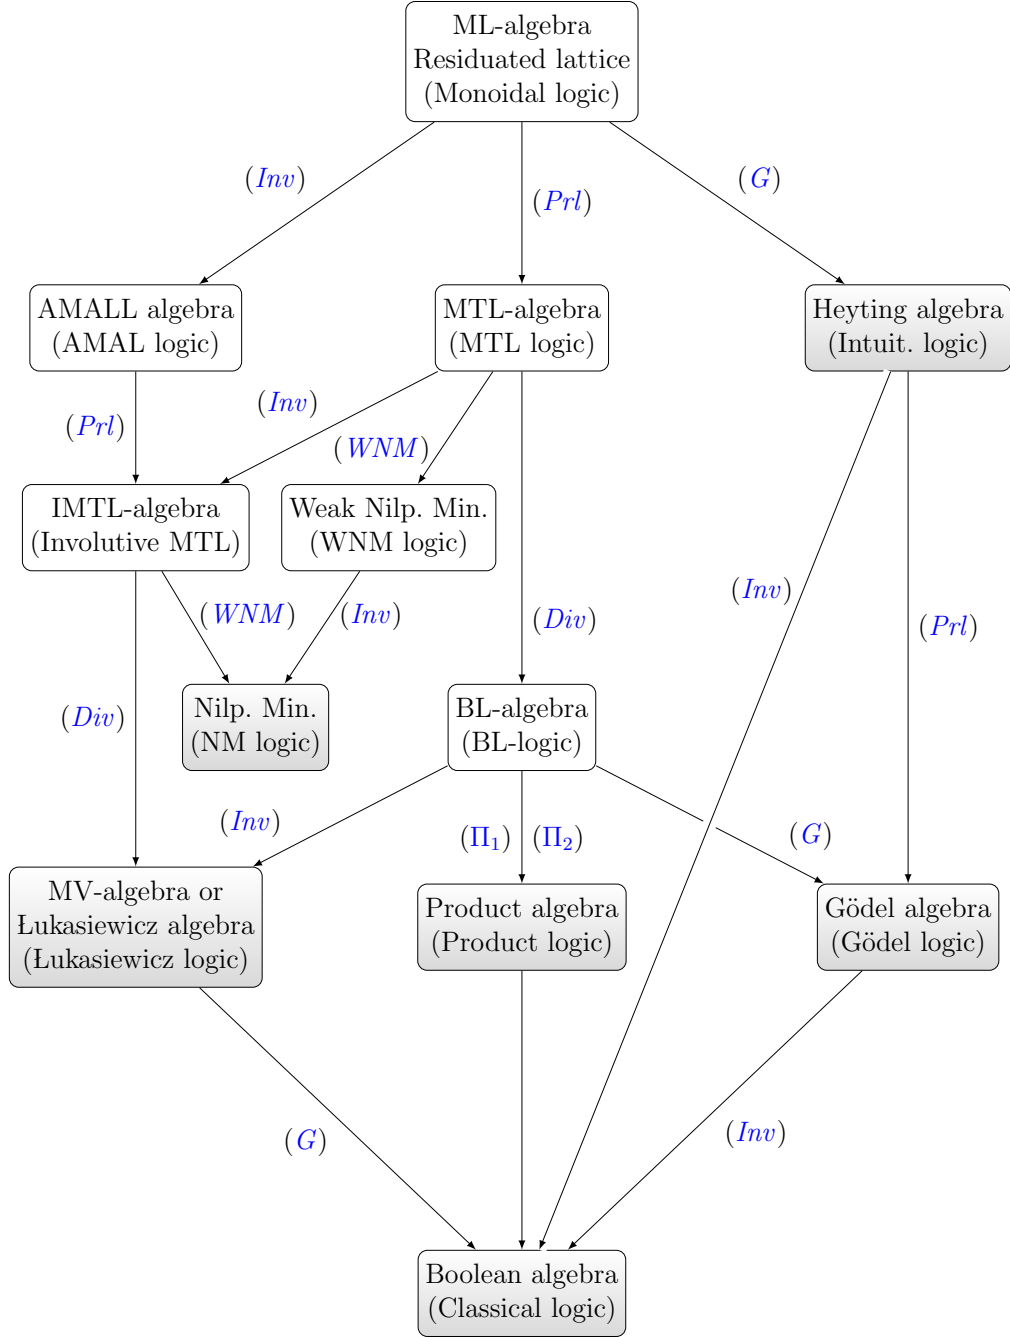 ML-algebra
Residuated lattice
(Monoidal logic)
(Inv)
(Prl)
(G)
AMALL algebra
(AMAL logic)
MTL-algebra
(MTL logic)
Heyting algebra
(Intuit. logic)
(Prl)
(Inv)
(WNM)
IMTL-algebra
(Involutive MTL)
Weak Nilp. Min.
(WNM logic)
(WNM)
(Inv)
(Div)
(Inv)
(Prl)
(Div)
Nilp. Min.
(NM logic)
BL-algebra
(BL-logic)
(Inv)
(Π₁)
(Π₂)
(G)
MV-algebra or
Łukasiewicz algebra
(Łukasiewicz logic)
Product algebra
(Product logic)
Gödel algebra
(Gödel logic)
(G)
(Inv)
Boolean algebra
(Classical logic)